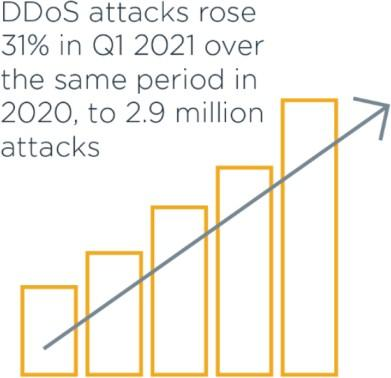 DDoS attacks rose
31% in Q1 2021 over
the same period in
2020, to 2.9 million
attacks